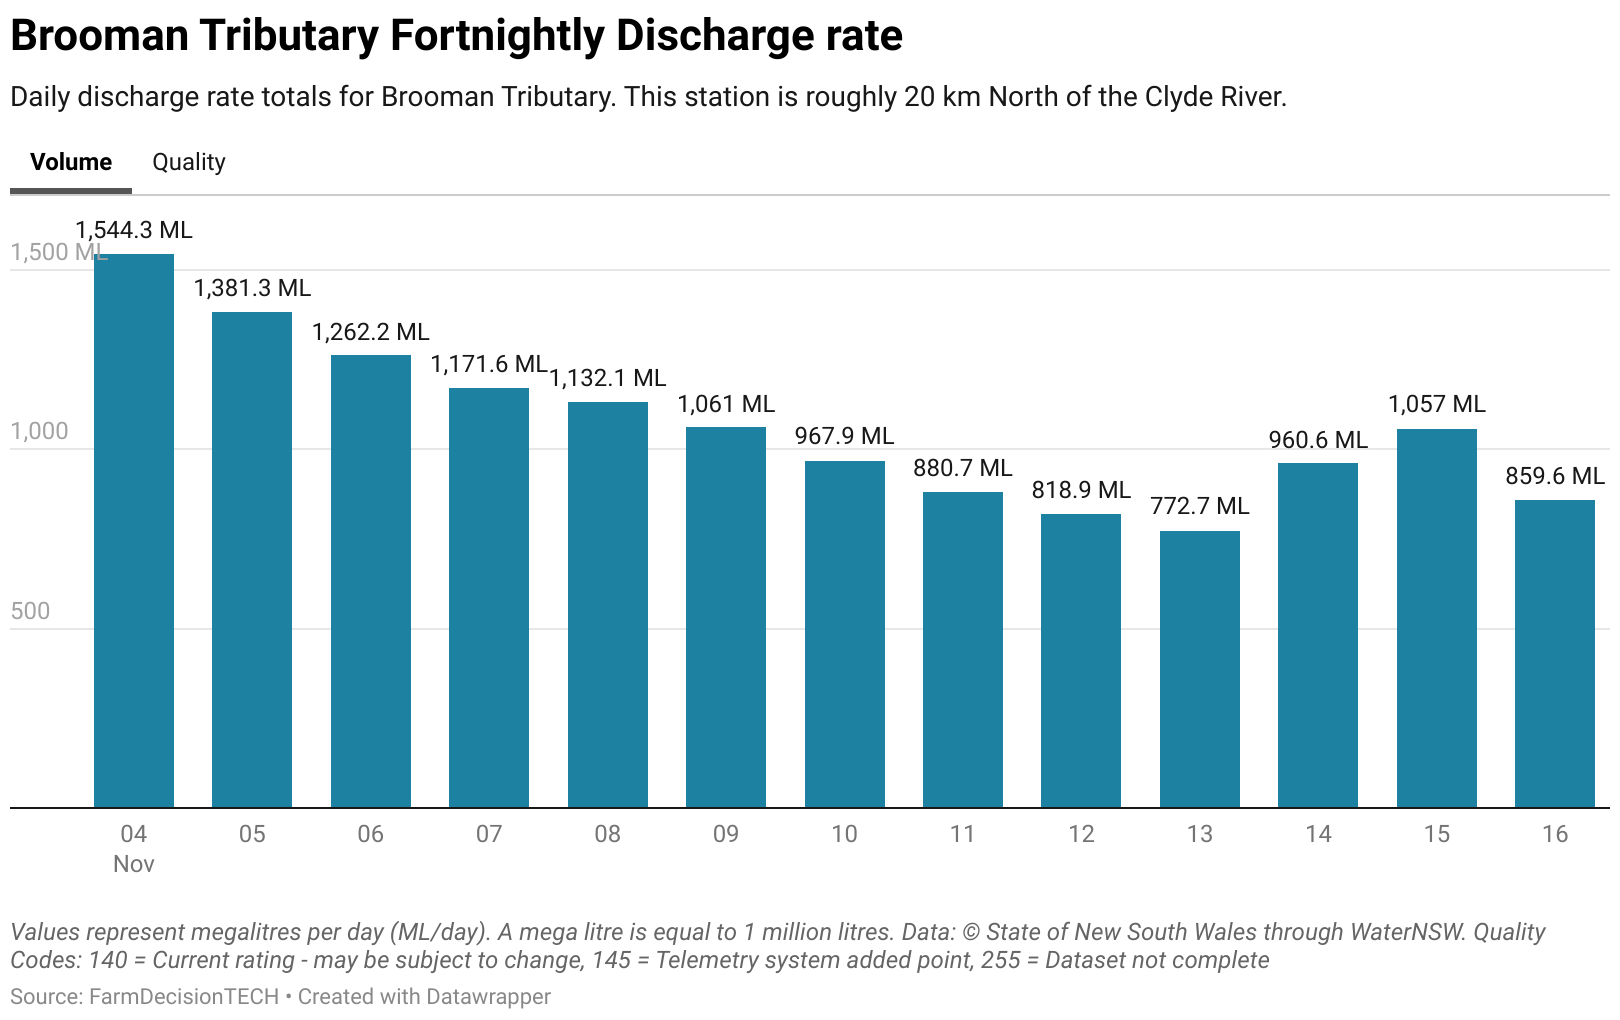 Brooman Tributary Fortnightly Discharge rate
Daily discharge rate totals for Brooman Tributary. This station is roughly 20 km North of the Clyde River.
Volume Quality
1,544.3 ML
1,500 ML
1,381.3 ML
1,262.2 ML
1,171.6 ML
1,132.1 ML
1,061 ML
967.9 ML
880.7 ML
818.9 ML
772.7 ML
960.6 ML
1,057 ML
859.6 ML
1,000
500
04 05 06 07 08 09 10 11 12 13 14 15 16
Nov
Values represent megalitres per day (ML/day). A mega litre is equal to 1 million litres. Data: © State of New South Wales through WaterNSW. Quality
Codes: 140 = Current rating - may be subject to change, 145 = Telemetry system added point, 255 = Dataset not complete
Source: FarmDecisionTECH • Created with Datawrapper